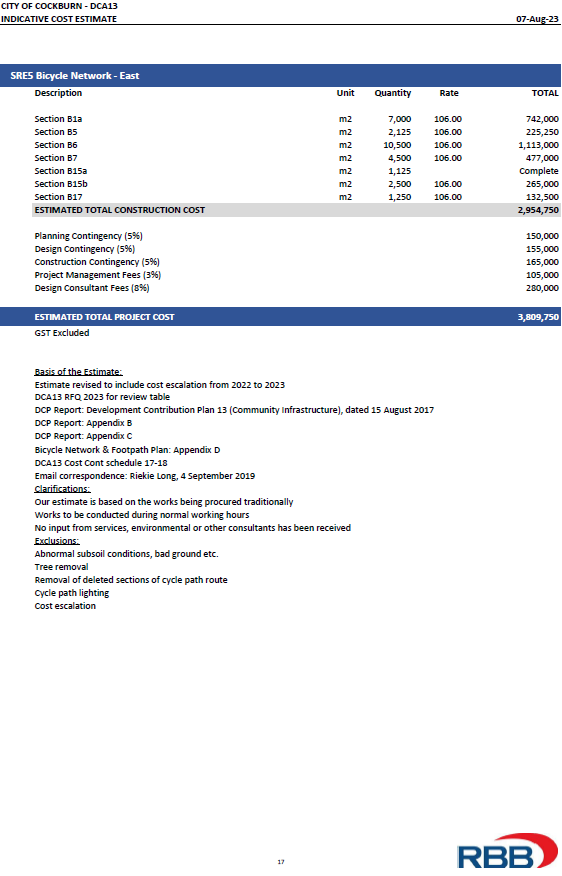 CITY OF COCKBURN - DCA13
INDICATIVE COST ESTIMATE 07-Aug-23
SRE5 Bicycle Network - East
Description Unit Quantity Rate TOTAL
Section B1a m2 7,000 106.00 742,000
Section B5 m2 2,125 106.00 225,250
Section B6 m2 10,500 106.00 1,113,000
Section B7 m2 4,500 106.00 477,000
Section B15a m2 1,125 Complete
Section B15b m2 2,500 106.00 265,000
Section B17 m2 1,250 106.00 132,500
ESTIMATED TOTAL CONSTRUCTION COST 2,954,750
Planning Contingency (5%) 150,000
Design Contingency (5%) 155,000
Construction Contingency (5%) 165,000
Project Management Fees (3%) 105,000
Design Consultant Fees (8%) 280,000
ESTIMATED TOTAL PROJECT COST 3,809,750
GST Excluded
Basis of the Estimate:
Estimate revised to include cost escalation from 2022 to 2023
DCA13 RFQ 2023 for review table
DCP Report: Development Contribution Plan 13 (Community Infrastructure), dated 15 August 2017
DCP Report: Appendix B
DCP Report: Appendix C
Bicycle Network & Footpath Plan: Appendix D
DCA13 Cost Cont schedule 17-18
Email correspondence: Riekie Long, 4 September 2019
Clarifications:
Our estimate is based on the works being procured traditionally
Works to be conducted during normal working hours
No input from services, environmental or other consultants has been received
Exclusions:
Abnormal subsoil conditions, bad ground etc.
Tree removal
Removal of deleted sections of cycle path route
Cycle path lighting
Cost escalation
17
RBB